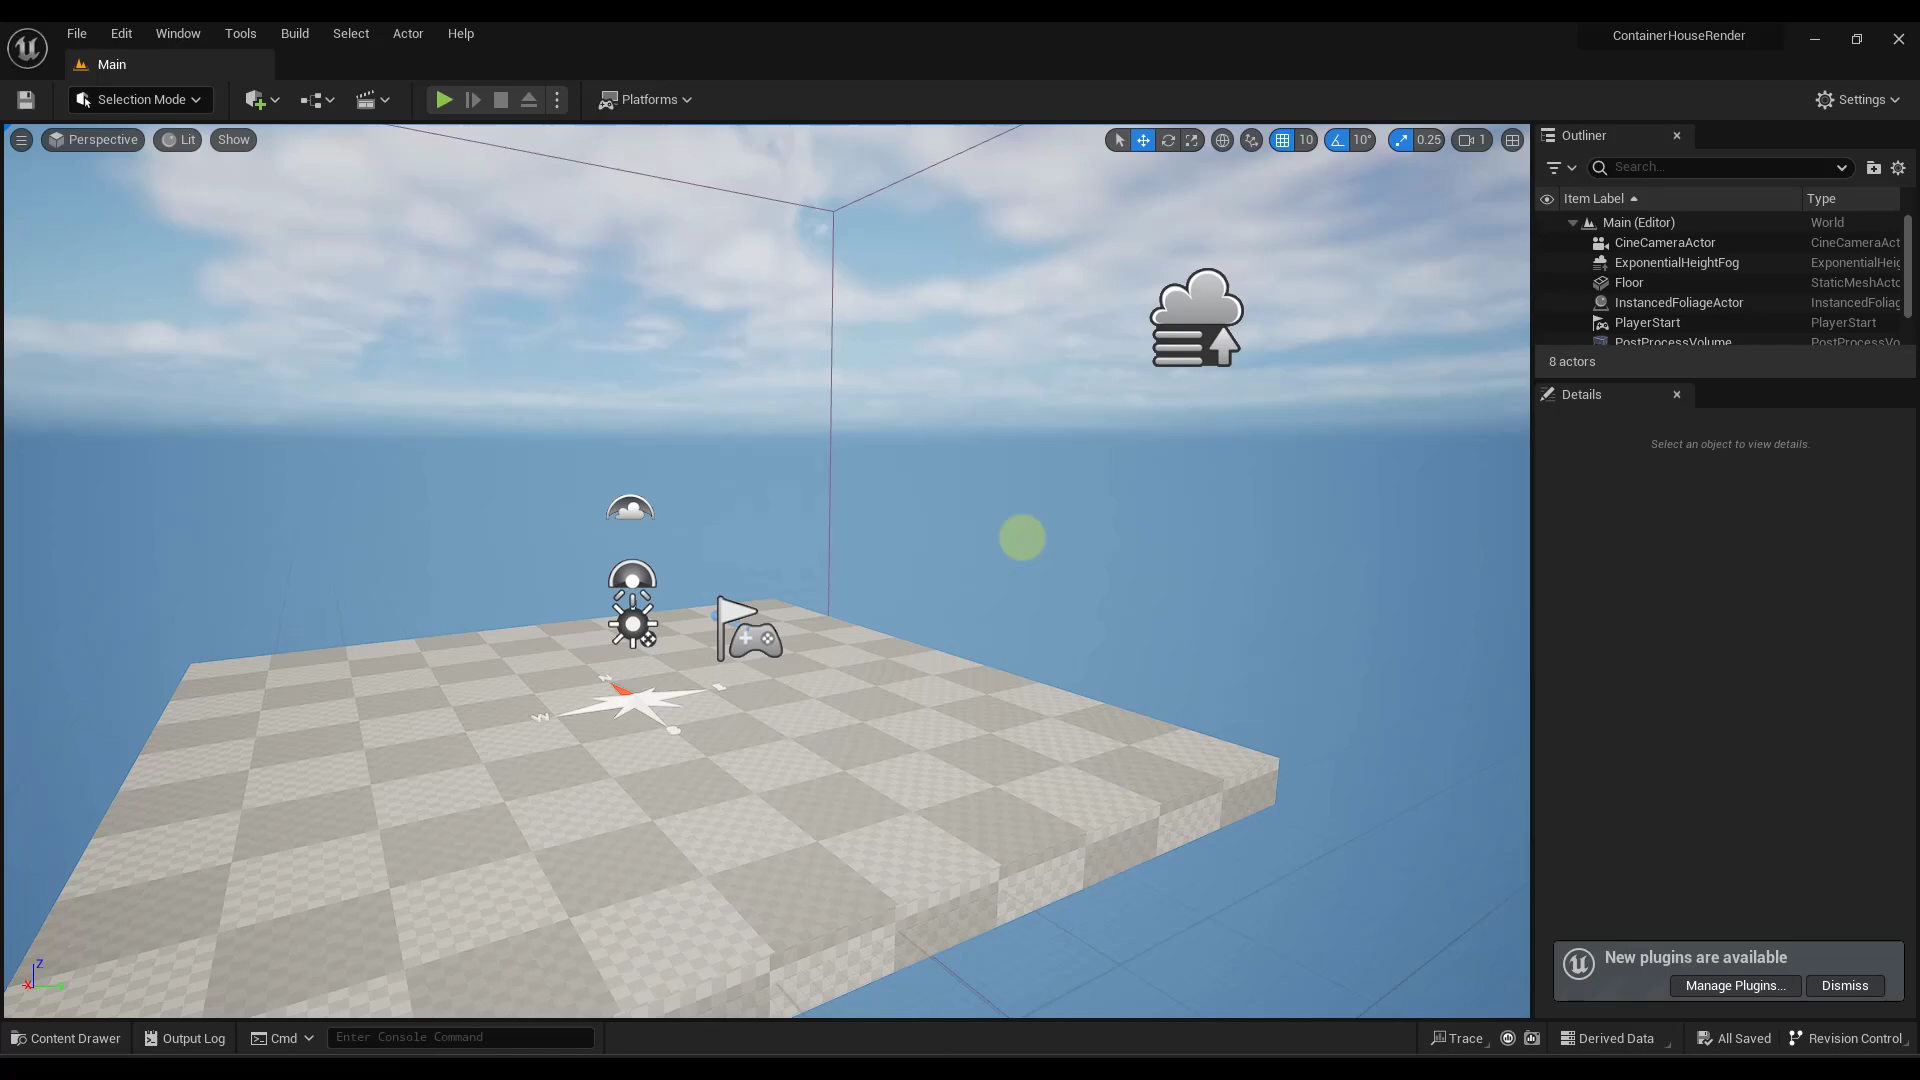 File Edit Window Tools Build Select Actor Help
ContainerHouseRender
Main
Selection Mode
Platforms
Settings
Perspective Lit Show
10 10° 0.25 1
Outliner
Search...
Item Label Type
Main (Editor) World
CineCameraActor CineCameraAct
ExponentialHeightFog ExponentialHeig
Floor StaticMeshActo
InstancedFoliageActor InstancedFoliag
PlayerStart PlayerStart
PostProcessVolume PostProcessVo
8 actors
Details
Select an object to view details.
Z
X
New plugins are available
Manage Plugins... Dismiss
Content Drawer Output Log Cmd Enter Console Command Trace Derived Data All Saved Revision Control